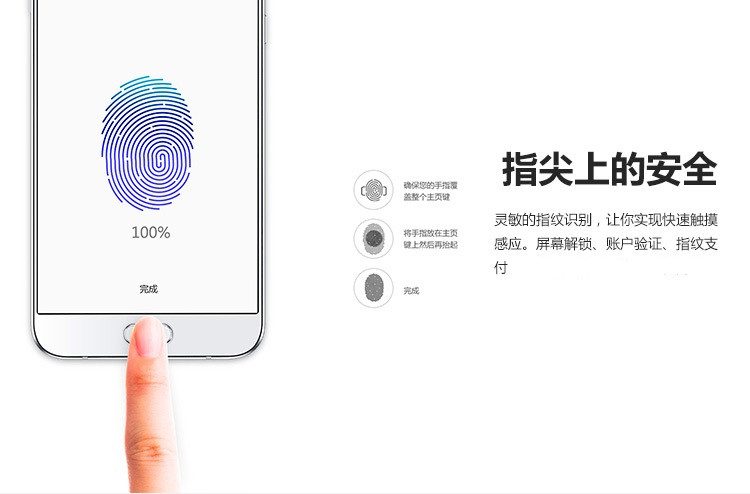 100%
完成
确保您的手指覆
盖整个主页键
将手指放在主页
键上然后再抬起
完成
指尖上的安全
灵敏的指纹识别，让你实现快速触摸
感应。屏幕解锁、账户验证、指纹支
付